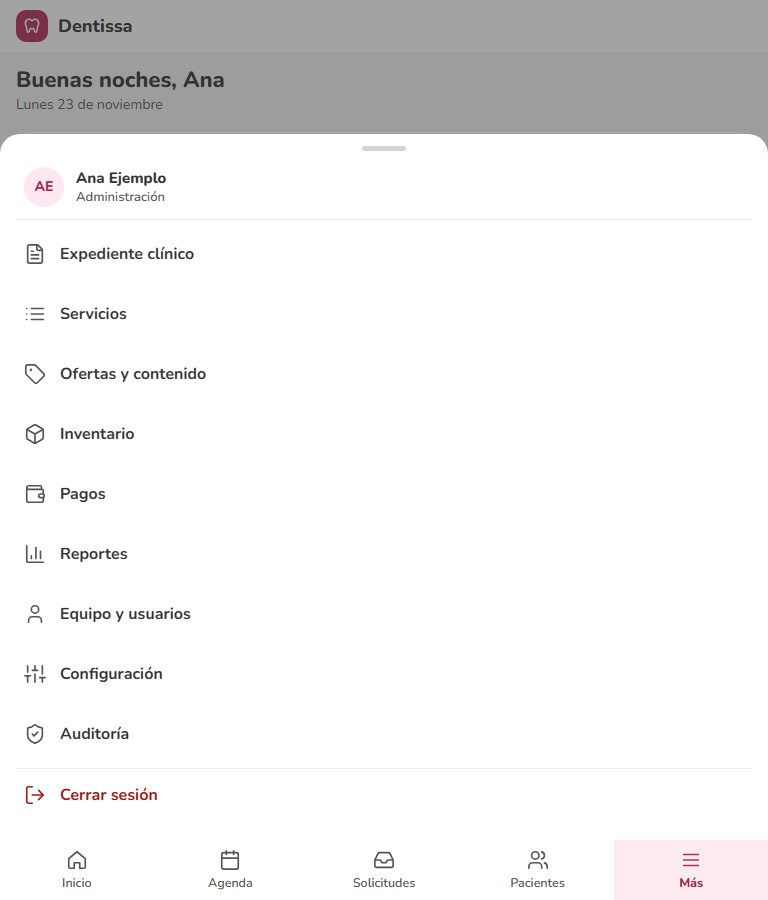 Dentissa
Buenas noches, Ana
Lunes 23 de noviembre
AE
Ana Ejemplo
Administración
Expediente clínico
Servicios
Ofertas y contenido
Inventario
Pagos
Reportes
Equipo y usuarios
Configuración
Auditoría
Cerrar sesión
Inicio
Agenda
Solicitudes
Pacientes
Más